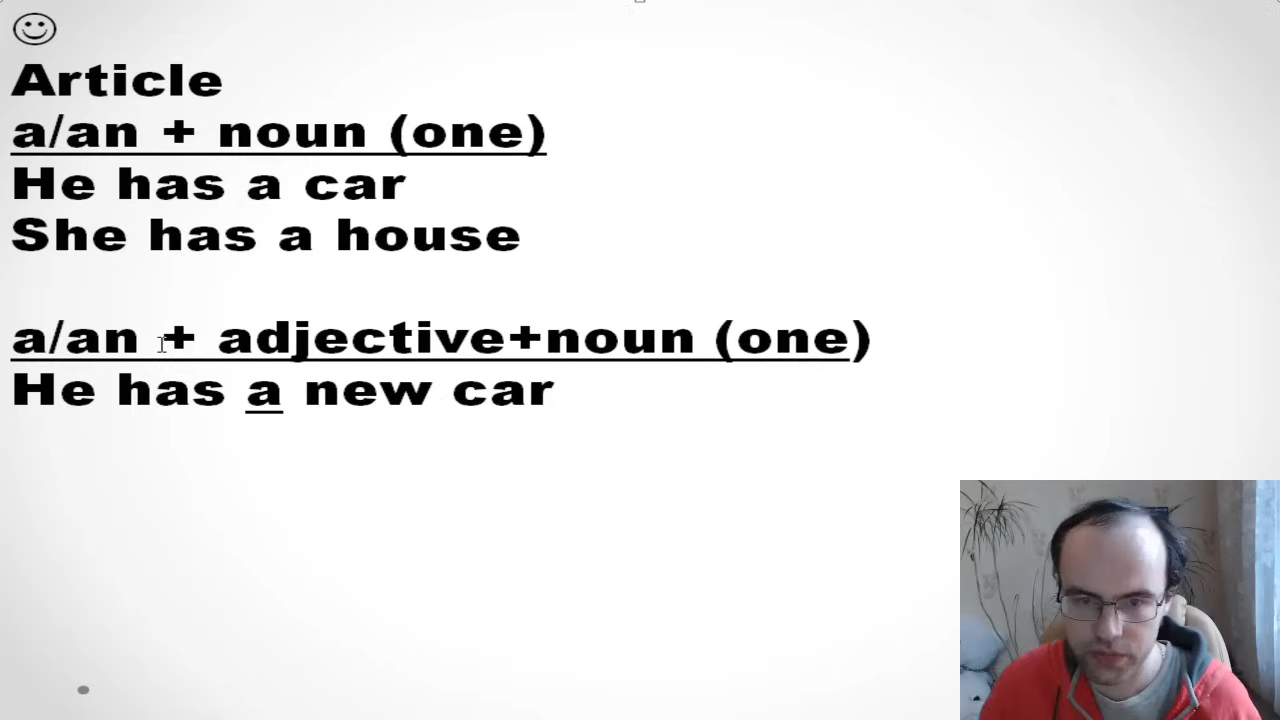 Article
a/an + noun (one)
He has a car
She has a house
a/an + adjective+noun (one)
He has a new car